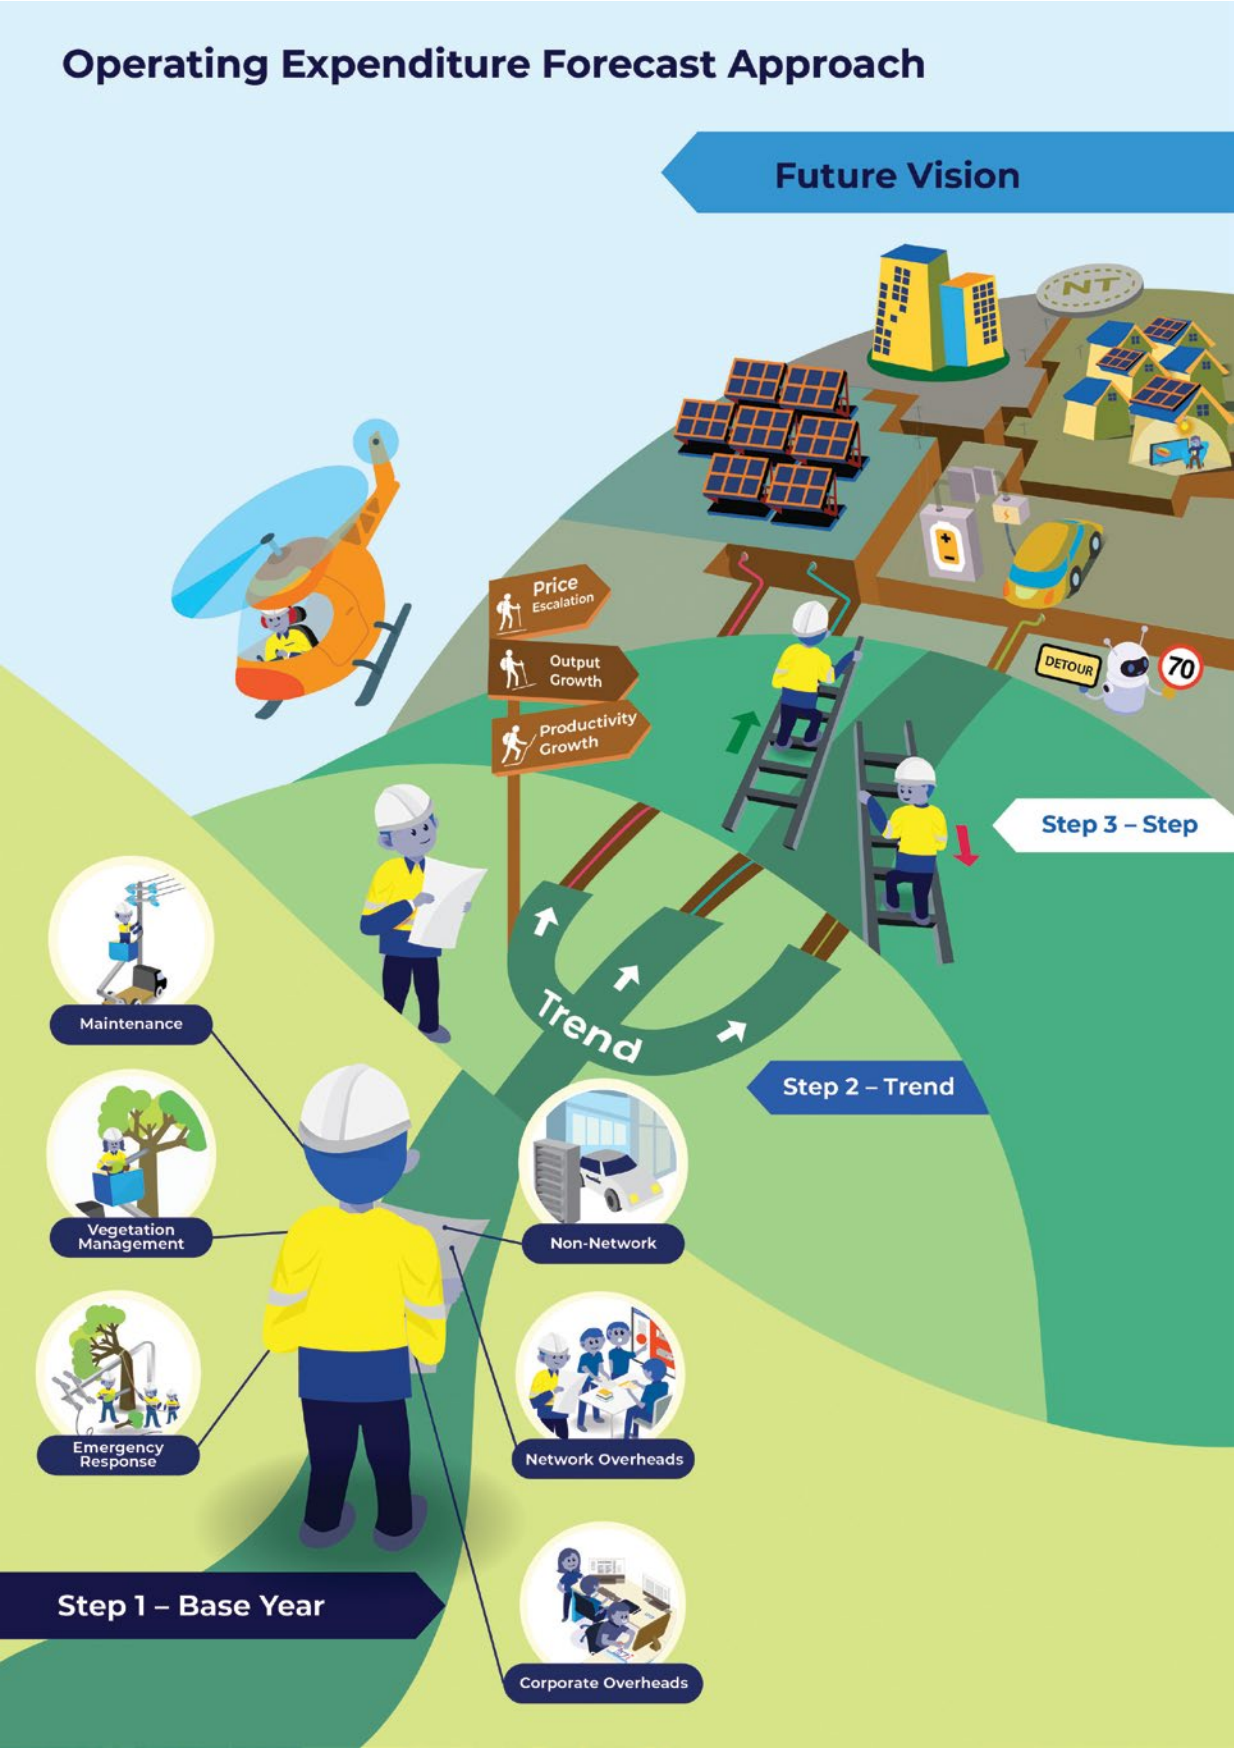 Operating Expenditure Forecast Approach
Future Vision
NT
Price
Escalation
Output
Growth
Productivity
Growth
DETOUR
70
Step 3 – Step
Trend
Step 2 – Trend
Maintenance
Vegetation
Management
Emergency
Response
Non-Network
Network Overheads
Corporate Overheads
Step 1 – Base Year